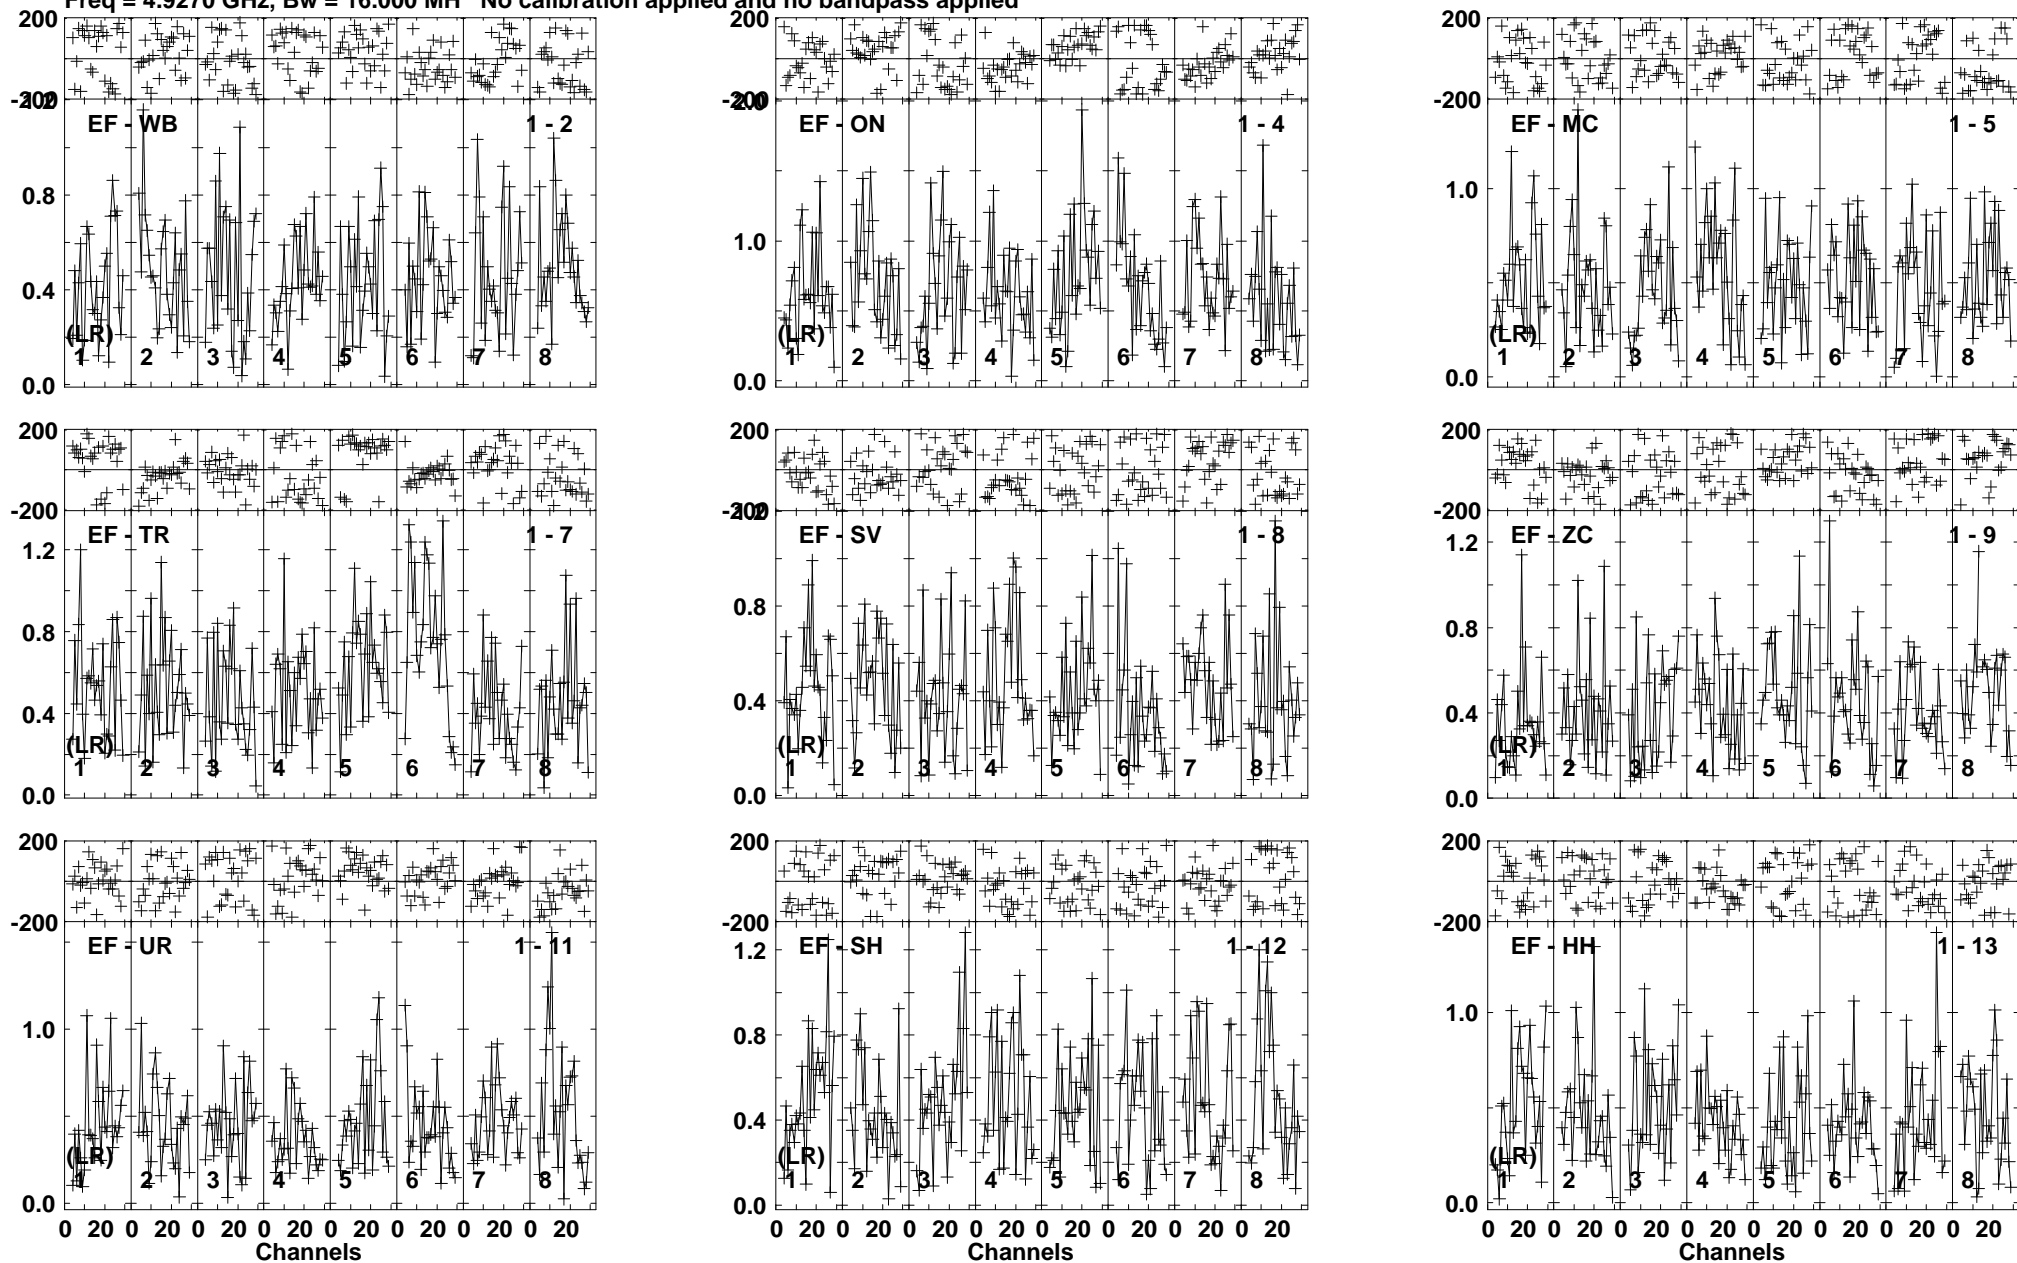 Freq = 4.9270 GHz, Bw = 16.000 MH No calibration applied and no bandpass applied
200 200 200
-200 -200 -200
1.2 2.0
EF - WB 1 - 2 EF - ON 1 - 4 EF - MC 1 - 5
0.8 1.0 1.0
0.4
(LR) (LR) (LR)
1 2 3 4 5 6 7 8 1 2 3 4 5 6 7 8 1 2 3 4 5 6 7 8
0.0 0.0 0.0
200 200 200
-200 -200 -200
1.2
EF - TR 1 - 7 EF - SV 1 - 8 EF - ZC 1 - 9
1.2 1.2
0.8 0.8 0.8
0.4 0.4 0.4
(LR) (LR) (LR)
1 2 3 4 5 6 7 8 1 2 3 4 5 6 7 8 1 2 3 4 5 6 7 8
0.0 0.0 0.0
200 200 200
-200 -200 -200
EF - UR 1 - 11 EF - SH 1 - 12 EF - HH 1 - 13
1.2
1.0 0.8 1.0
0.4
(LR) (LR) (LR)
1 2 3 4 5 6 7 8 1 2 3 4 5 6 7 8 1 2 3 4 5 6 7 8
0.0 0.0 0.0
0 20 0 20 0 20 0 20 0 20 0 20 0 20 0 20 0 20 0 20 0 20 0 20 0 20 0 20 0 20 0 20 0 20 0 20 0 20 0 20 0 20 0 20 0 20 0 20
Channels Channels